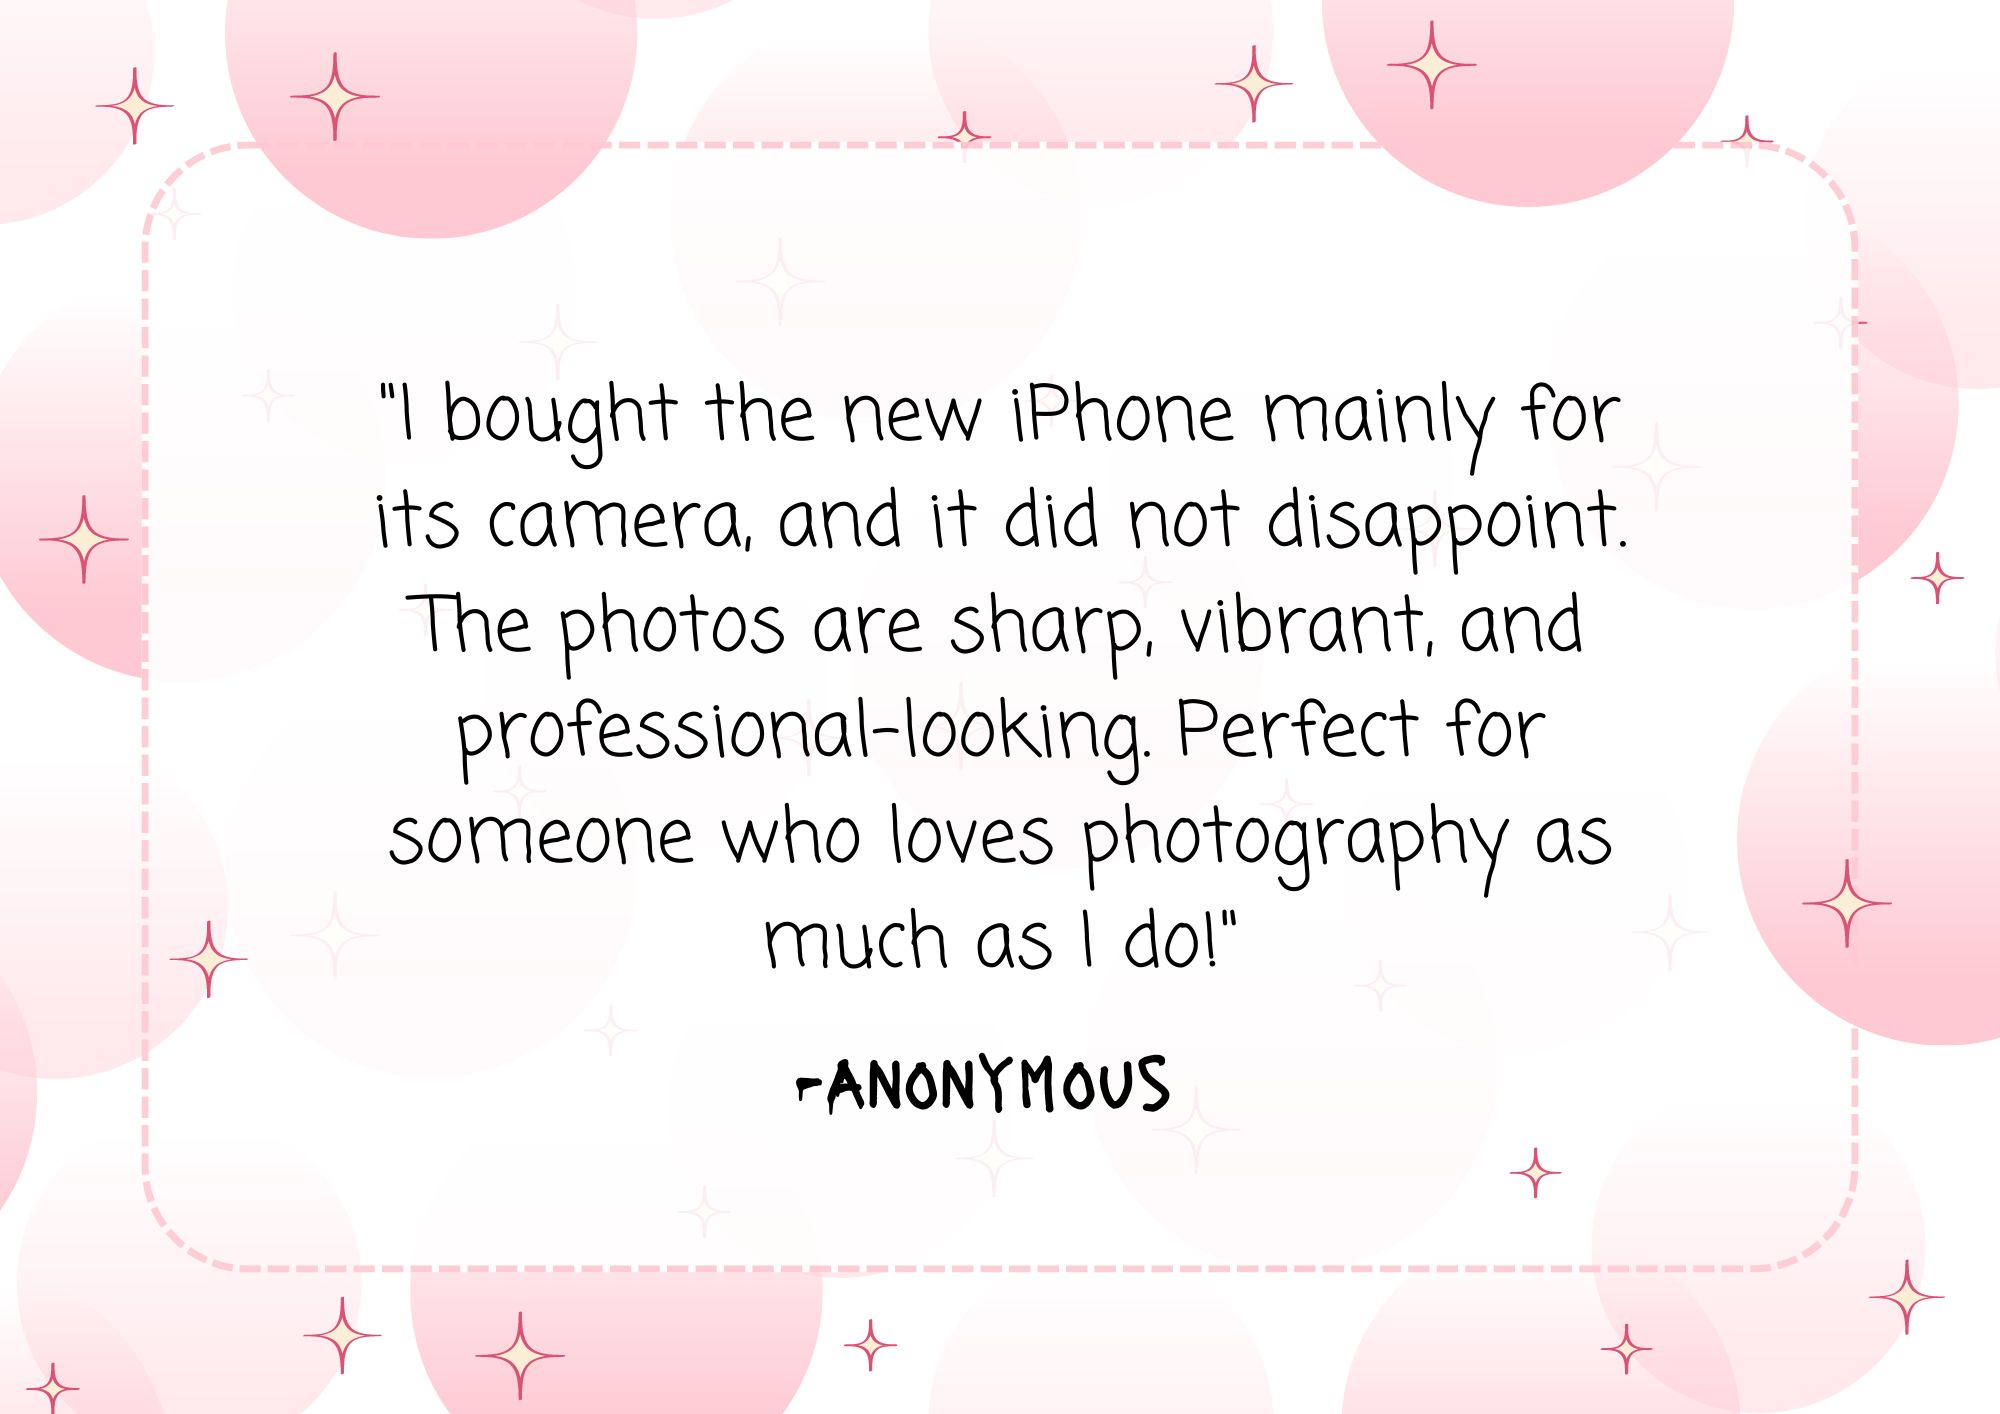 "I bought the new iPhone mainly for
its camera, and it did not disappoint.
The photos are sharp, vibrant, and
professional-looking. Perfect for
someone who loves photography as
much as I do!"
-ANONYMOUS